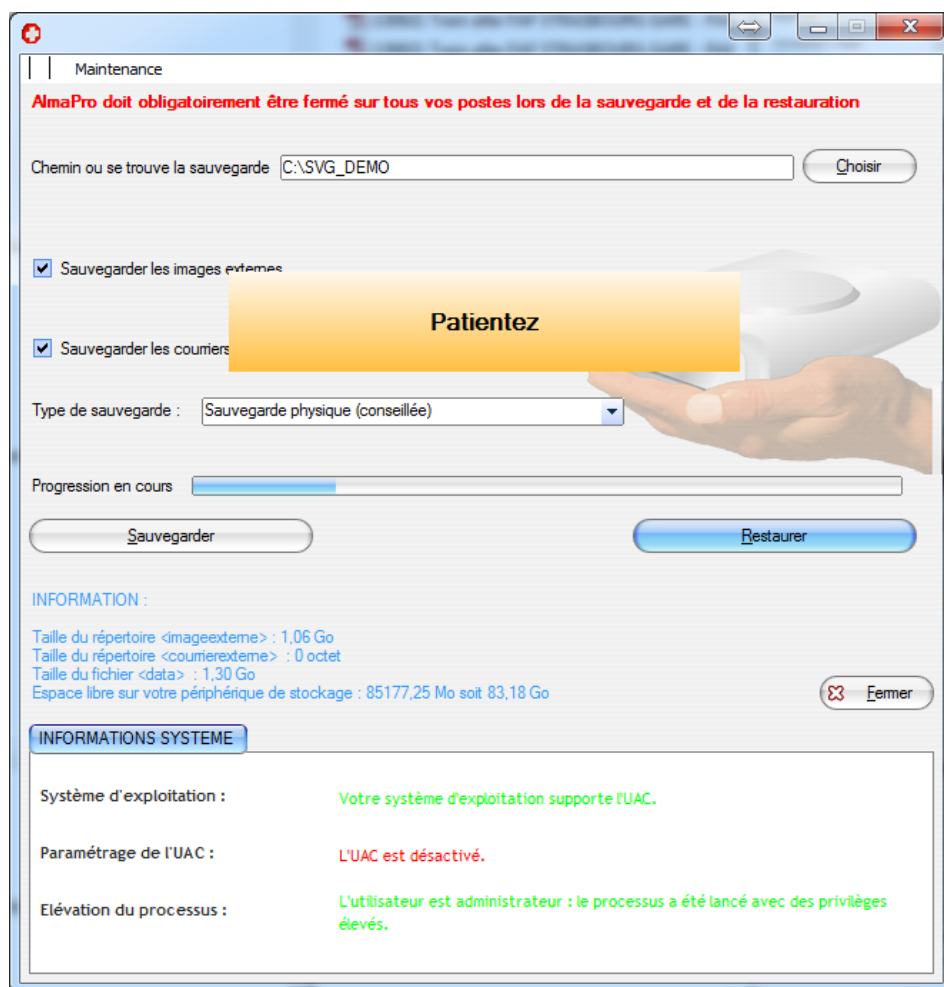 Maintenance
AlmaPro doit obligatoirement être fermé sur tous vos postes lors de la sauvegarde et de la restauration
Chemin ou se trouve la sauvegarde C:\SVG_DEMO Choisir
Sauvegarder les images externes
Patientez
Sauvegarder les courriers
Type de sauvegarde : Sauvegarde physique (conseillée)
Progression en cours
Sauvegarder Restaurer
INFORMATION :
Taille du répertoire <imageexterne> : 1,06 Go
Taille du répertoire <courrierexterne> : 0 octet
Taille du fichier <data> : 1,30 Go
Espace libre sur votre périphérique de stockage : 85177,25 Mo soit 83,18 Go
Fermer
INFORMATIONS SYSTEME
Système d'exploitation : Votre système d'exploitation supporte l'UAC.
Paramétrage de l'UAC : L'UAC est désactivé.
Elévation du processus : L'utilisateur est administrateur : le processus a été lancé avec des privilèges
élevés.